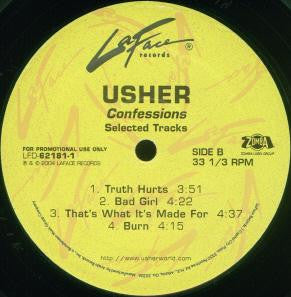 LaFace
records ®
USHER
Confessions
Selected Tracks
FOR PROMOTIONAL USE ONLY
LFD-62181-1
℗ & © 2004 LAFACE RECORDS
SIDE B
33 1/3 RPM
ZOMBA
1. Truth Hurts 3:51
2. Bad Girl 4:22
3. That's What It's Made For 4:37
4. Burn 4:15
http://www.usherworld.com